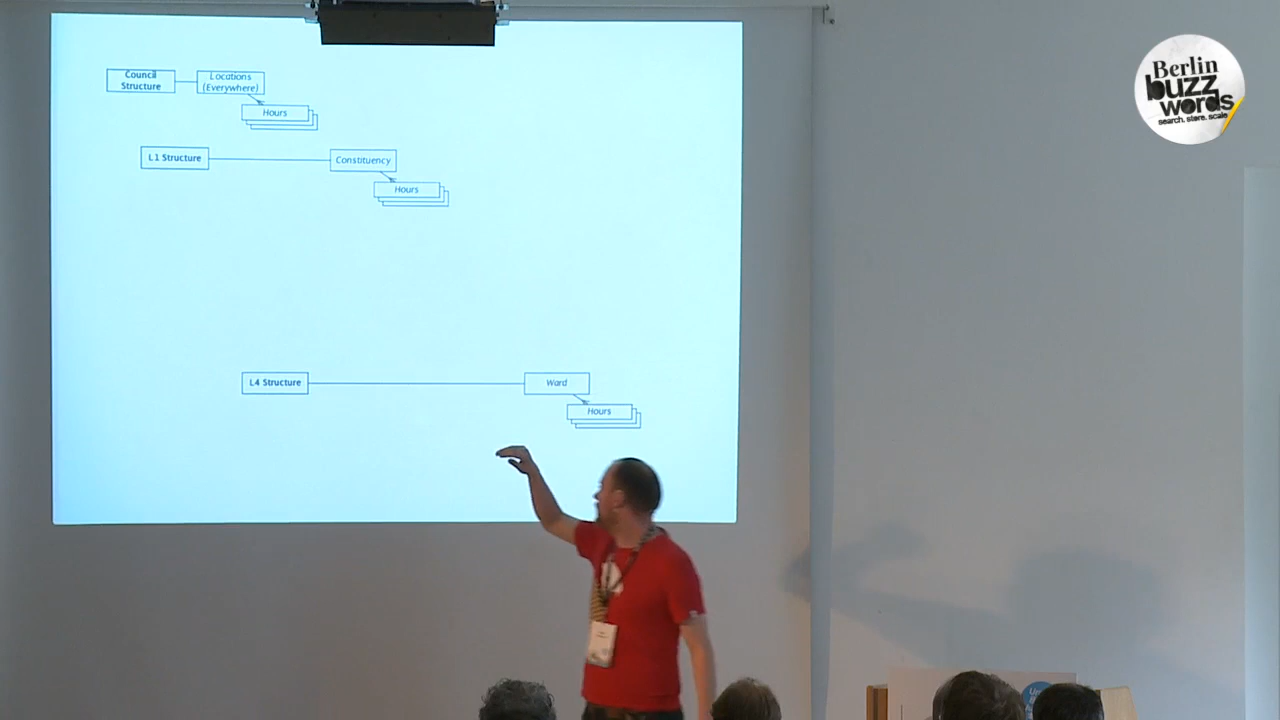 Council
Structure
Locations
(Everywhere)
Hours
L1 Structure
Constituency
Hours
L4 Structure
Ward
Hours
Berlin
buzz
words
search. store. scale